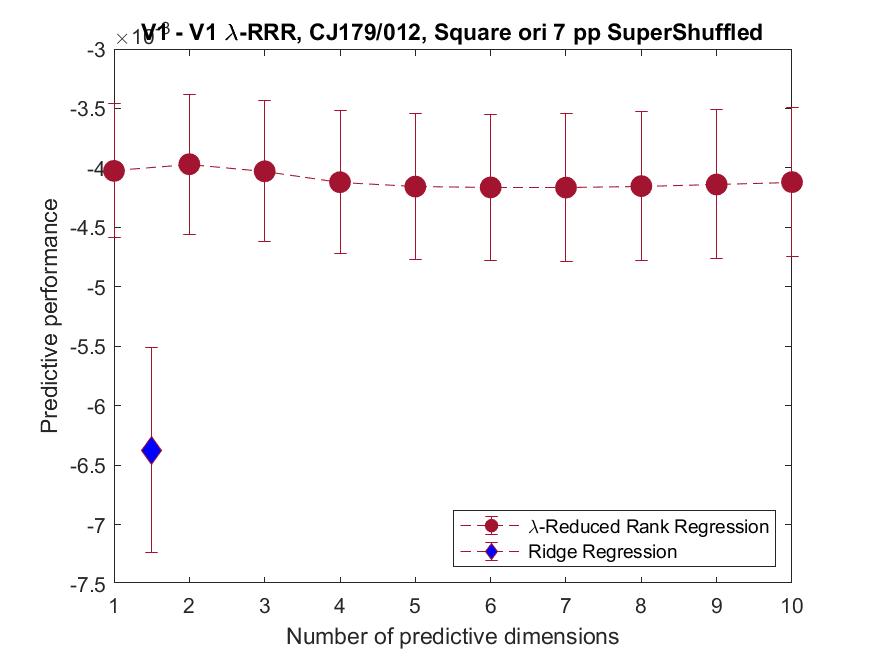 V1 - V1 λ-RRR, CJ179/012, Square ori 7 pp SuperShuffled
×10⁻³
-3
-3.5
-4
-4.5
-5
-5.5
-6
-6.5
-7
-7.5
Predictive performance
λ-Reduced Rank Regression
Ridge Regression
1 2 3 4 5 6 7 8 9 10
Number of predictive dimensions